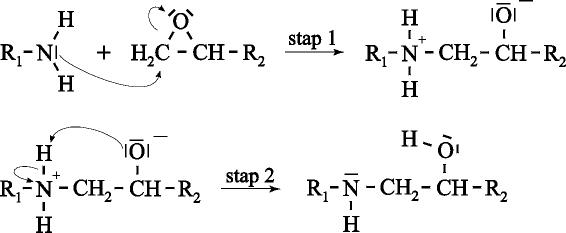 H H O | O | −
R₁–N| + H₂C – CH – R₂ stap 1 R₁–N⁺–CH₂–CH–R₂
H H
H |O| − H O
R₁–N⁺–CH₂–CH–R₂ stap 2 R₁–N–CH₂–CH–R₂
H H